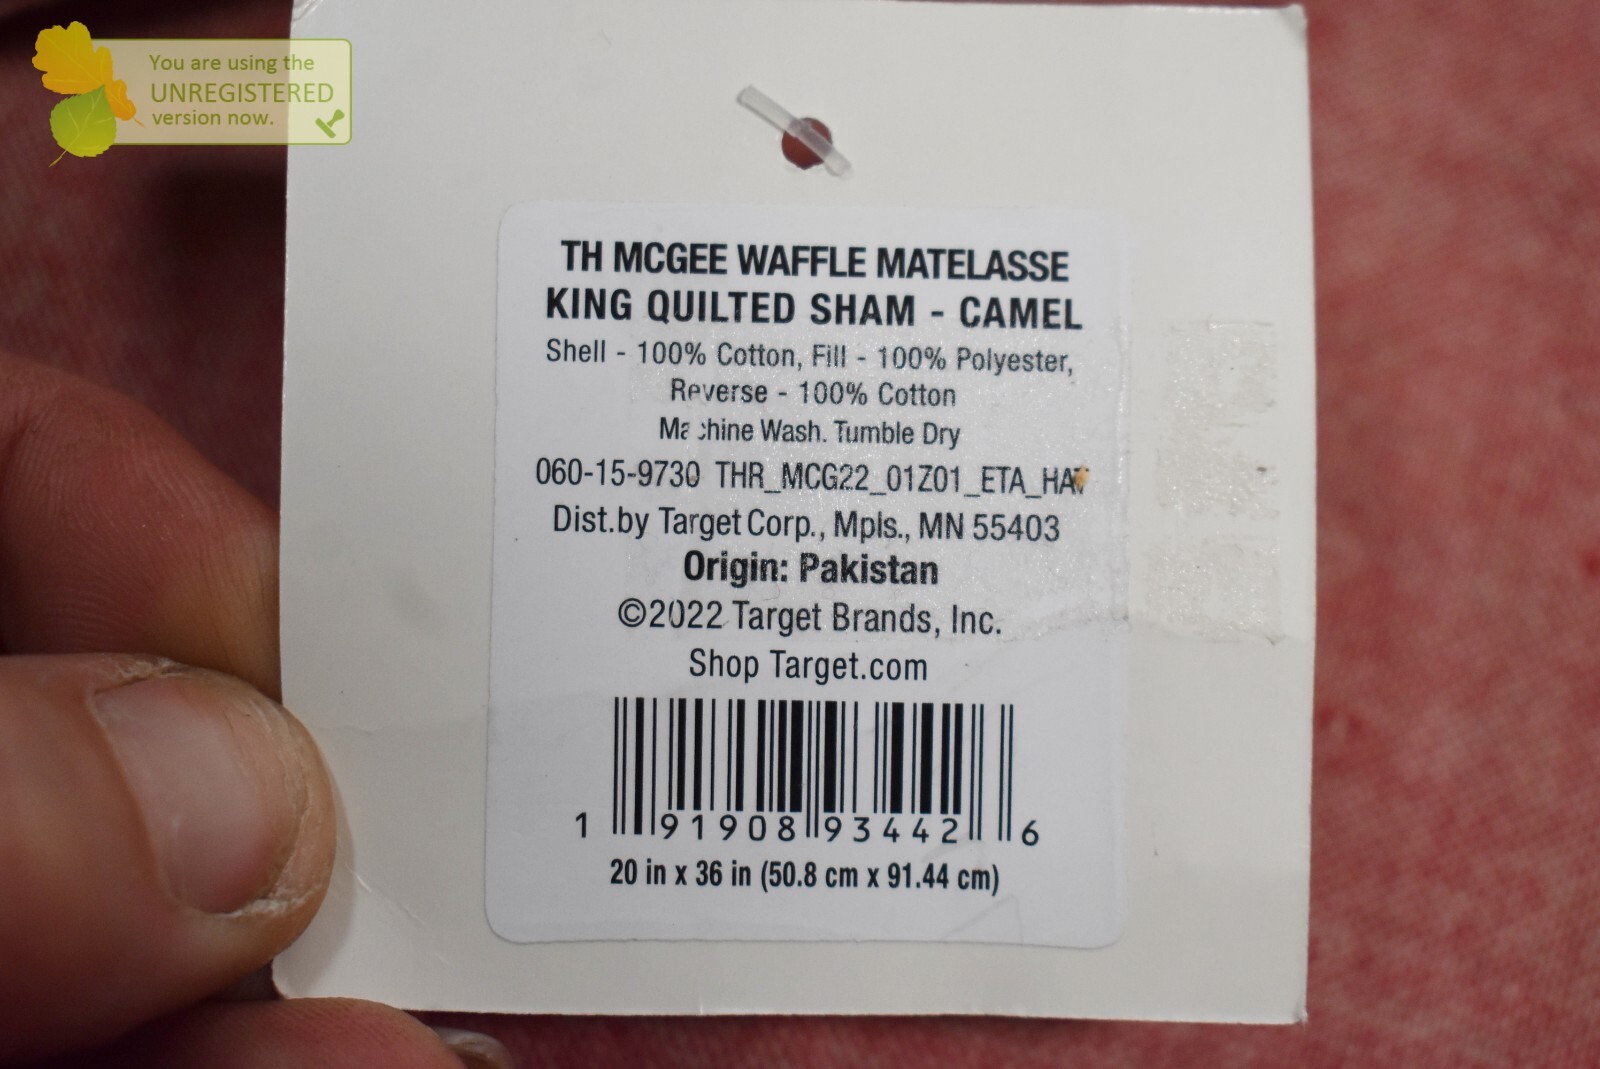 You are using the
UNREGISTERED
version now.
TH MCGEE WAFFLE MATELASSE
KING QUILTED SHAM - CAMEL
Shell - 100% Cotton, Fill - 100% Polyester,
Reverse - 100% Cotton
Machine Wash. Tumble Dry
060-15-9730 THR_MCG22_01Z01_ETA_HAT
Dist.by Target Corp., Mpls., MN 55403
Origin: Pakistan
©2022 Target Brands, Inc.
Shop Target.com
1 91908 93442 6
20 in x 36 in (50.8 cm x 91.44 cm)